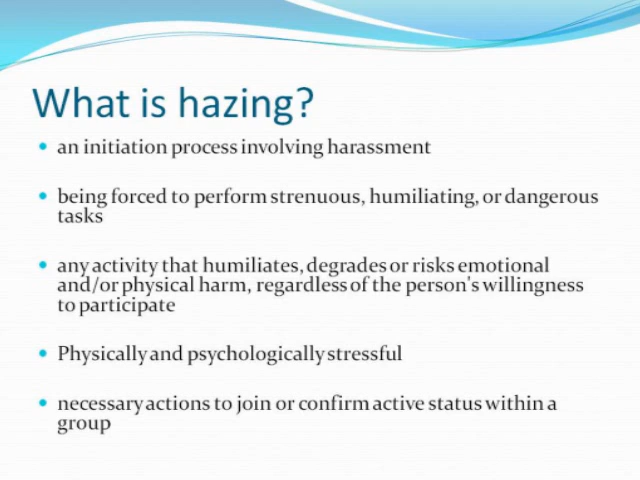 What is hazing?
• an initiation process involving harassment
• being forced to perform strenuous, humiliating, or dangerous
tasks
• any activity that humiliates, degrades or risks emotional
and/or physical harm, regardless of the person's willingness
to participate
• Physically and psychologically stressful
• necessary actions to join or confirm active status within a
group